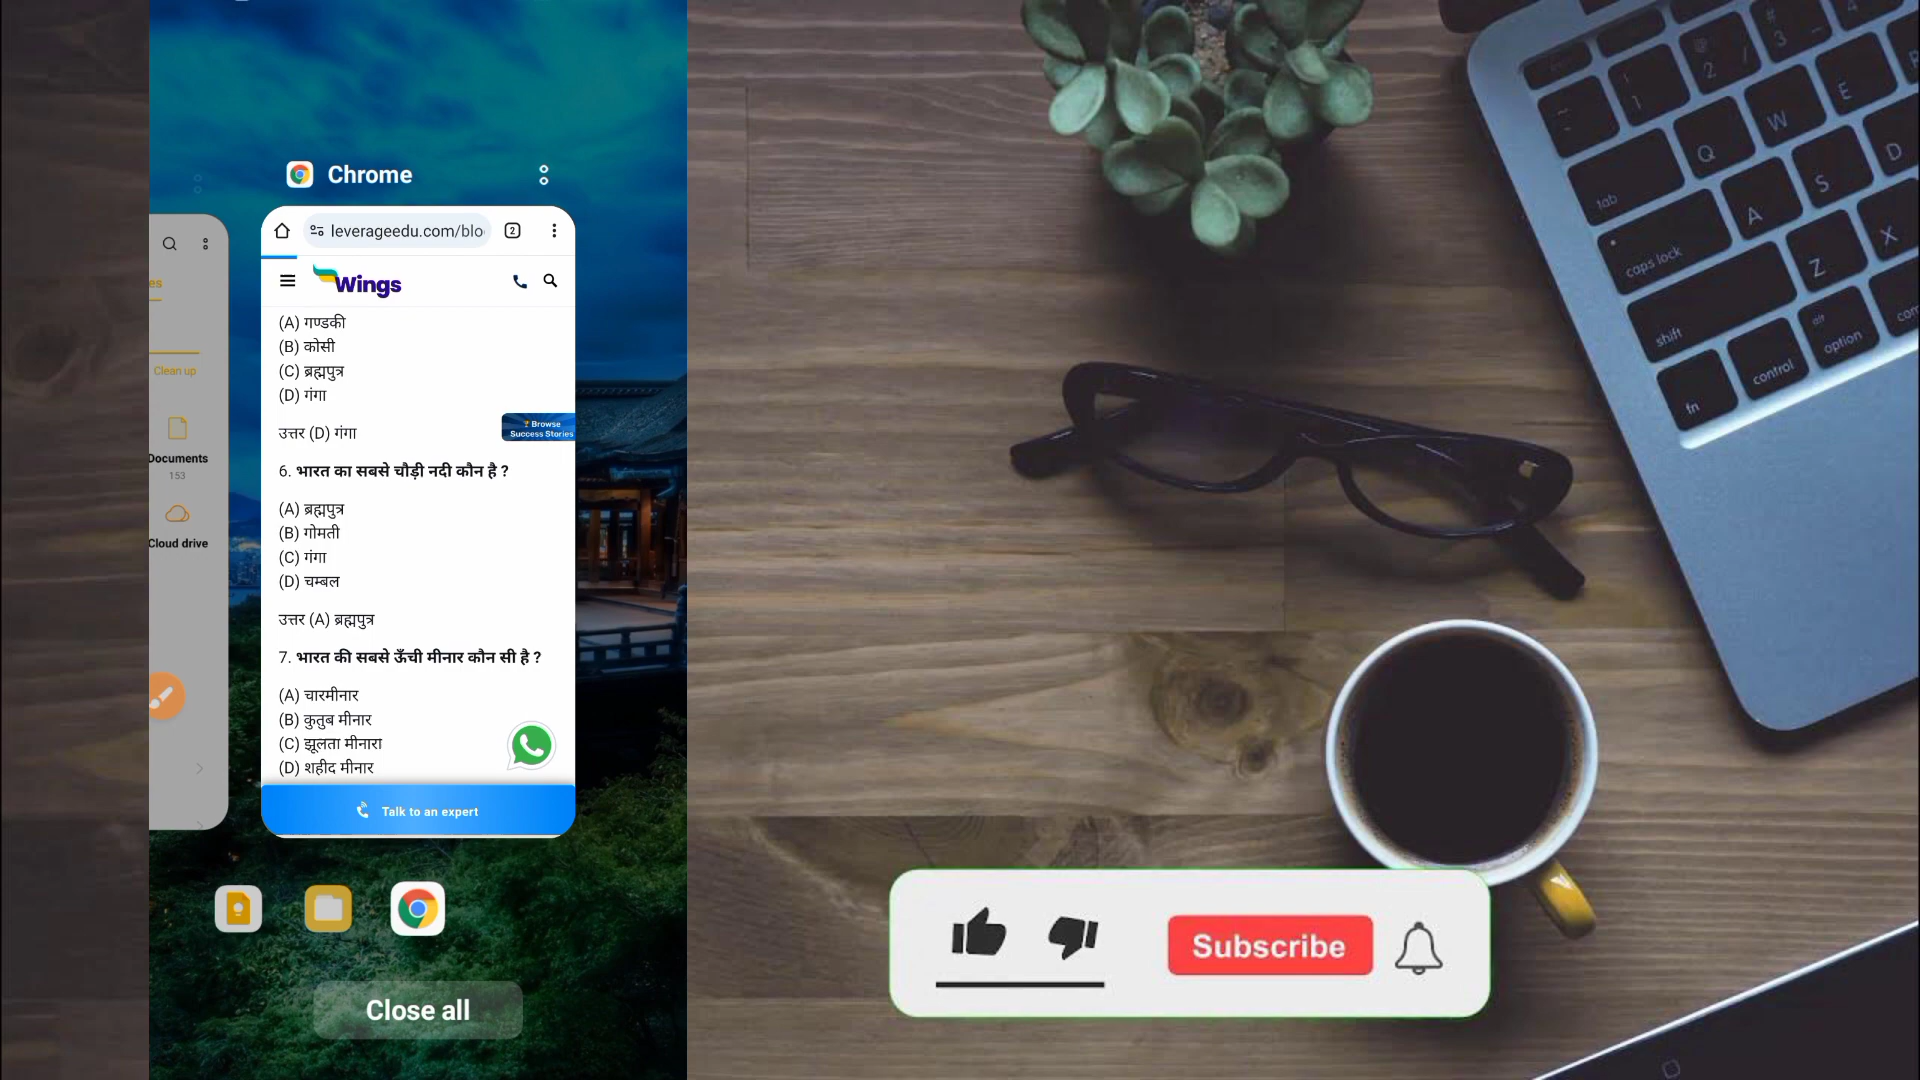 Chrome
leverageedu.com/blo
2
Wings
(A) गण्डकी
(B) कोसी
(C) ब्रह्मपुत्र
(D) गंगा
उत्तर (D) गंगा
Browse
Success Stories
6. भारत का सबसे चौड़ी नदी कौन है ?
(A) ब्रह्मपुत्र
(B) गोमती
(C) गंगा
(D) चम्बल
उत्तर (A) ब्रह्मपुत्र
7. भारत की सबसे ऊँची मीनार कौन सी है ?
(A) चारमीनार
(B) कुतुब मीनार
(C) झूलता मीनारा
(D) शहीद मीनार
Talk to an expert
es
Clean up
Documents
153
Cloud drive
Close all
Subscribe
tab
caps lock
shift
fn
control
alt
option
Q
W
E
A
S
D
Z
X
1
2
3